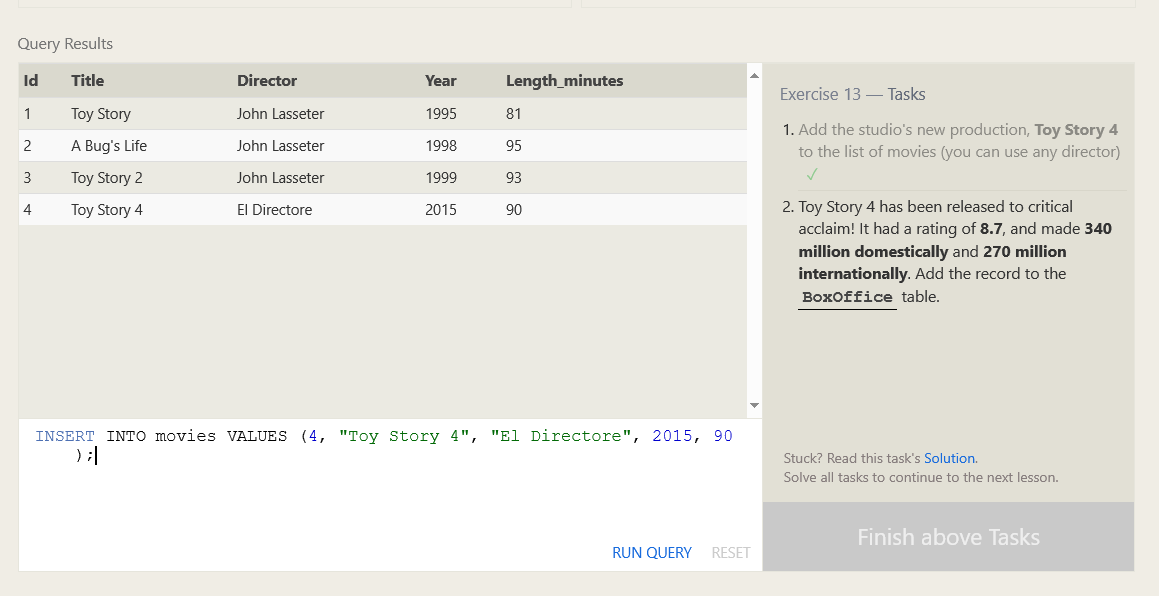 Query Results
Id Title Director Year Length_minutes
1 Toy Story John Lasseter 1995 81
2 A Bug's Life John Lasseter 1998 95
3 Toy Story 2 John Lasseter 1999 93
4 Toy Story 4 El Directore 2015 90
INSERT INTO movies VALUES (4, "Toy Story 4", "El Directore", 2015, 90
);
RUN QUERY RESET
Exercise 13 — Tasks
1. Add the studio's new production, Toy Story 4
to the list of movies (you can use any director)
✓
2. Toy Story 4 has been released to critical
acclaim! It had a rating of 8.7, and made 340
million domestically and 270 million
internationally. Add the record to the
BoxOffice table.
Stuck? Read this task's Solution.
Solve all tasks to continue to the next lesson.
Finish above Tasks